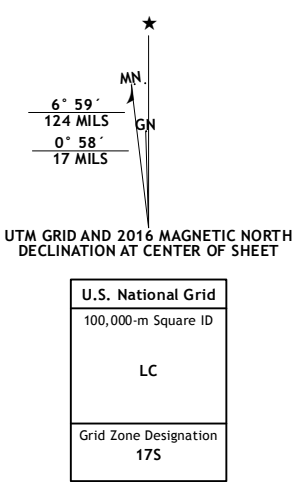 ★
MN
6° 59´
124 MILS
GN
0° 58´
17 MILS
UTM GRID AND 2016 MAGNETIC NORTH
DECLINATION AT CENTER OF SHEET
U.S. National Grid
100,000-m Square ID
LC
Grid Zone Designation
17S